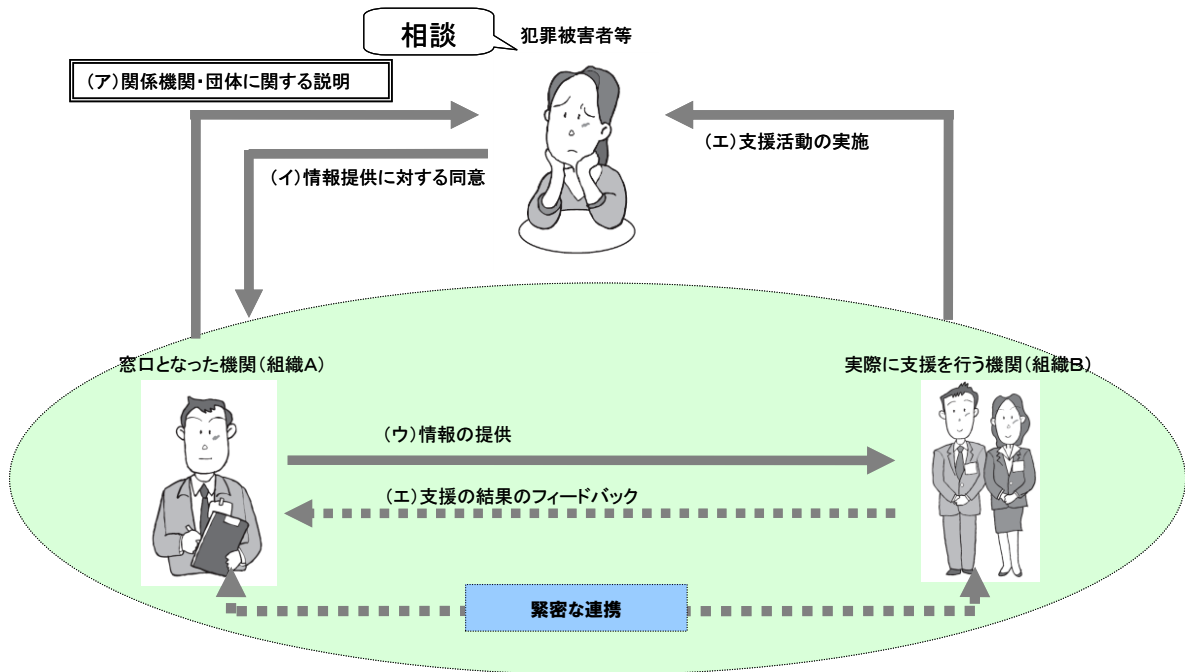 相談
犯罪被害者等
（ア）関係機関・団体に関する説明
（エ）支援活動の実施
（イ）情報提供に対する同意
窓口となった機関（組織Ａ）
実際に支援を行う機関（組織Ｂ）
（ウ）情報の提供
（エ）支援の結果のフィードバック
緊密な連携